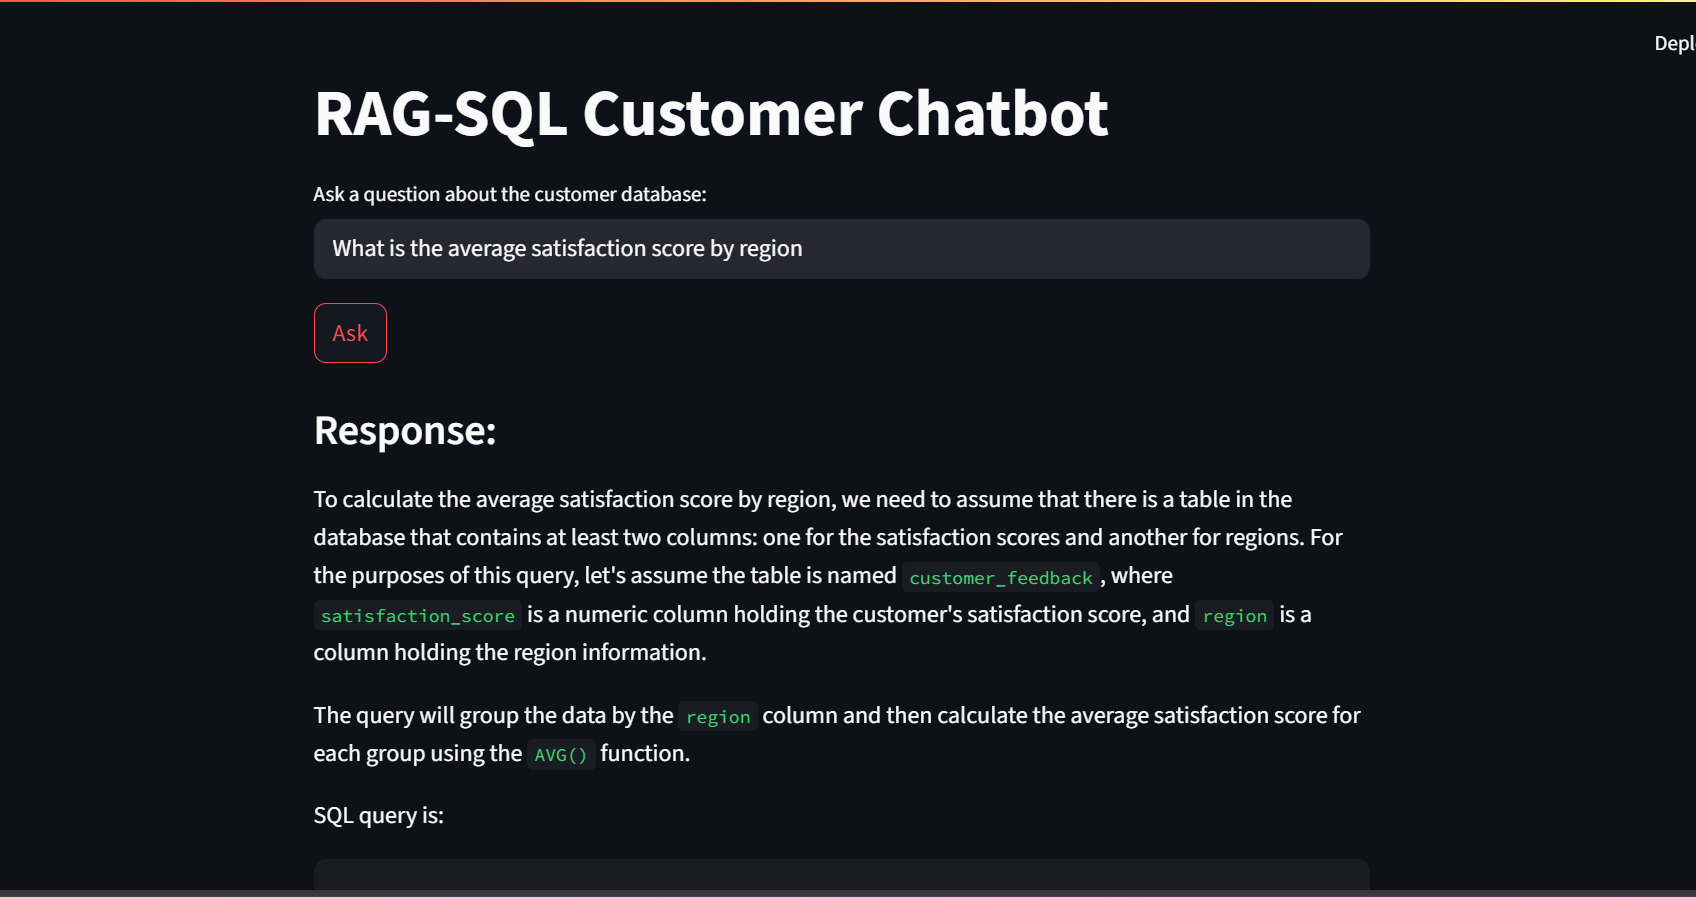 Depl
RAG-SQL Customer Chatbot
Ask a question about the customer database:
What is the average satisfaction score by region
Ask
Response:
To calculate the average satisfaction score by region, we need to assume that there is a table in the
database that contains at least two columns: one for the satisfaction scores and another for regions. For
the purposes of this query, let's assume the table is named customer_feedback, where
satisfaction_score is a numeric column holding the customer's satisfaction score, and region is a
column holding the region information.
The query will group the data by the region column and then calculate the average satisfaction score for
each group using the AVG() function.
SQL query is: